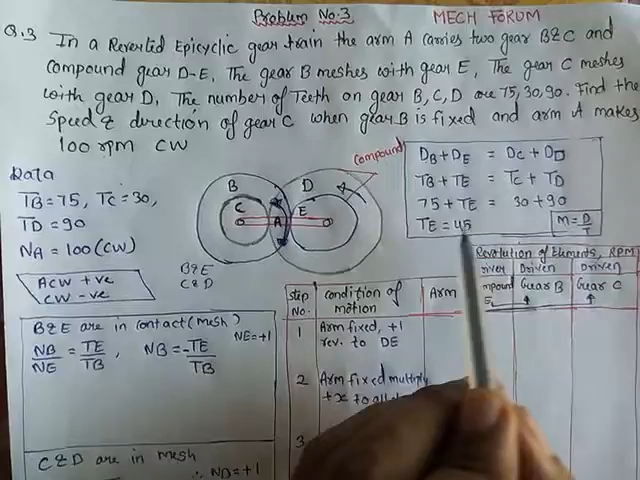 Problem No.3
MECH FORUM
Q.3 In a Reverted Epicyclic gear train the arm A carries two gear B & C and
compound gear D-E, The gear B meshes with gear E, The gear C meshes
with gear D, The number of Teeth on gear B, C, D are 75, 30, 90. Find the
Speed & direction of gear C when gear B is fixed and arm A makes
100 rpm CW
Data
TB = 75, TC = 30,
TD = 90
NA = 100 (CW)
ACW +ve
CW -ve
compound
B
D
C
A
E
B & E
C & D
DB + DE = DC + DD
TB + TE = TC + TD
75 + TE = 30 + 90
TE = 45
M = D/T
B & E are in contact (mesh)
NE = +1
NB/NE = TE/TB, NB = -TE/TB
C & D are in mesh
∴ ND = +1
Revolution of Elements, RPM
step No.
condition of motion
Arm
Driven
Gear B
Driven
Gear C
1 Arm fixed, +1
rev. to DE
2 Arm fixed multiply
+x to all
3